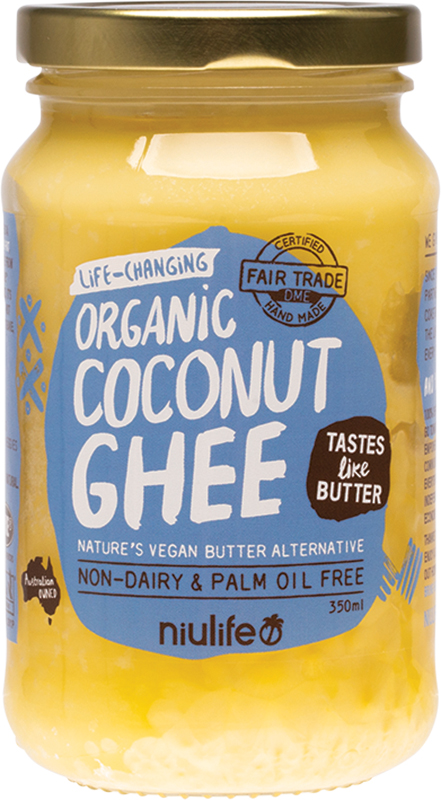 LiFE-CHANGiNG
ORGANiC
COCONUT
GHEE
CERTIFIED
FAIR TRADE
DME
HAND MADE
TASTES
like
BUTTER
NATURE'S VEGAN BUTTER ALTERNATIVE
NON-DAIRY & PALM OIL FREE
350ml
niulife
Australian
OWNED